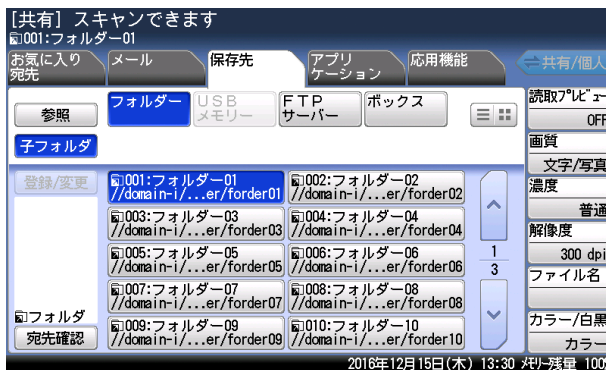 [共有] スキャンできます
001:フォルダー01
お気に入り
宛先
メール
保存先
アプリ
ケーション
応用機能
共有/個人
参照
フォルダー
USB
メモリー
FTP
サーバー
ボックス
子フォルダ
登録/変更
001:フォルダー01
//domain-i/...er/forder01
002:フォルダー02
//domain-i/...er/forder02
003:フォルダー03
//domain-i/...er/forder03
004:フォルダー04
//domain-i/...er/forder04
005:フォルダー05
//domain-i/...er/forder05
006:フォルダー06
//domain-i/...er/forder06
007:フォルダー07
//domain-i/...er/forder07
008:フォルダー08
//domain-i/...er/forder08
009:フォルダー09
//domain-i/...er/forder09
010:フォルダー10
//domain-i/...er/forder10
1
3
フォルダ
宛先確認
読取プレビュー
OFF
画質
文字/写真
濃度
普通
解像度
300 dpi
ファイル名
カラー/白黒
カラー
2016年12月15日(木) 13:30 メモリー残量 100%